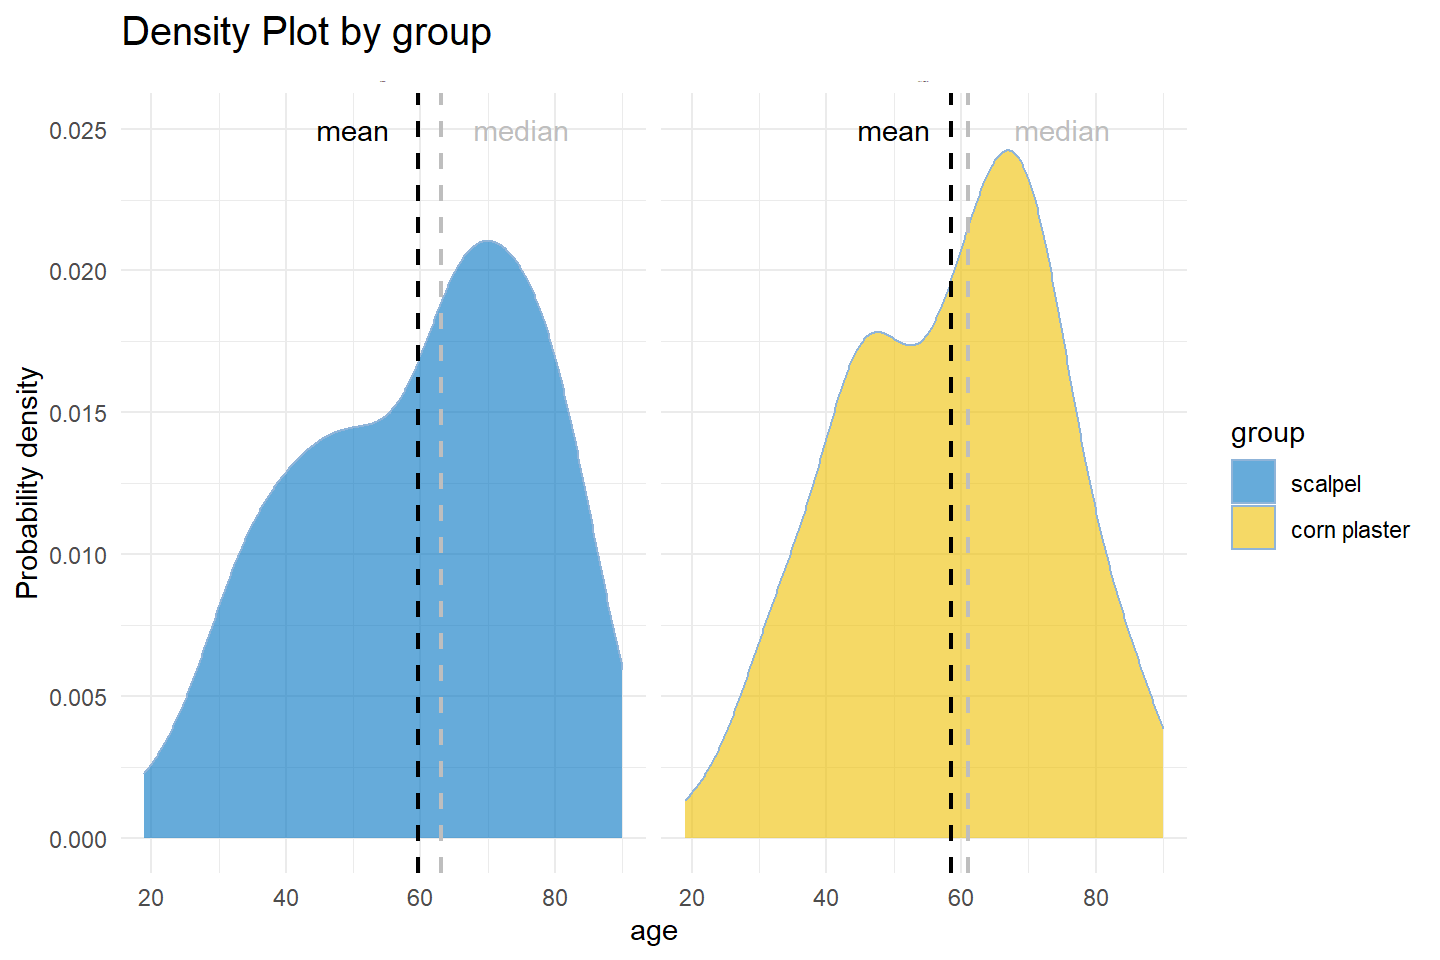 Density Plot by group
mean
median
mean
median
0.025
0.020
0.015
0.010
0.005
0.000
Probability density
20 40 60 80
20 40 60 80
age
group
scalpel
corn plaster